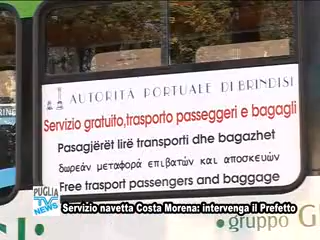 AUTORITÀ PORTUALE DI BRINDISI
Servizio gratuito,trasporto passeggeri e bagagli
Pasagjërët lirë transporti dhe bagazhet
δωρεάν μεταφορά επιβατών και αποσκευών
Free trasport passengers and baggage
PUGLIA
TV
NEWS
Servizio navetta Costa Morena: intervenga il Prefetto
gruppo